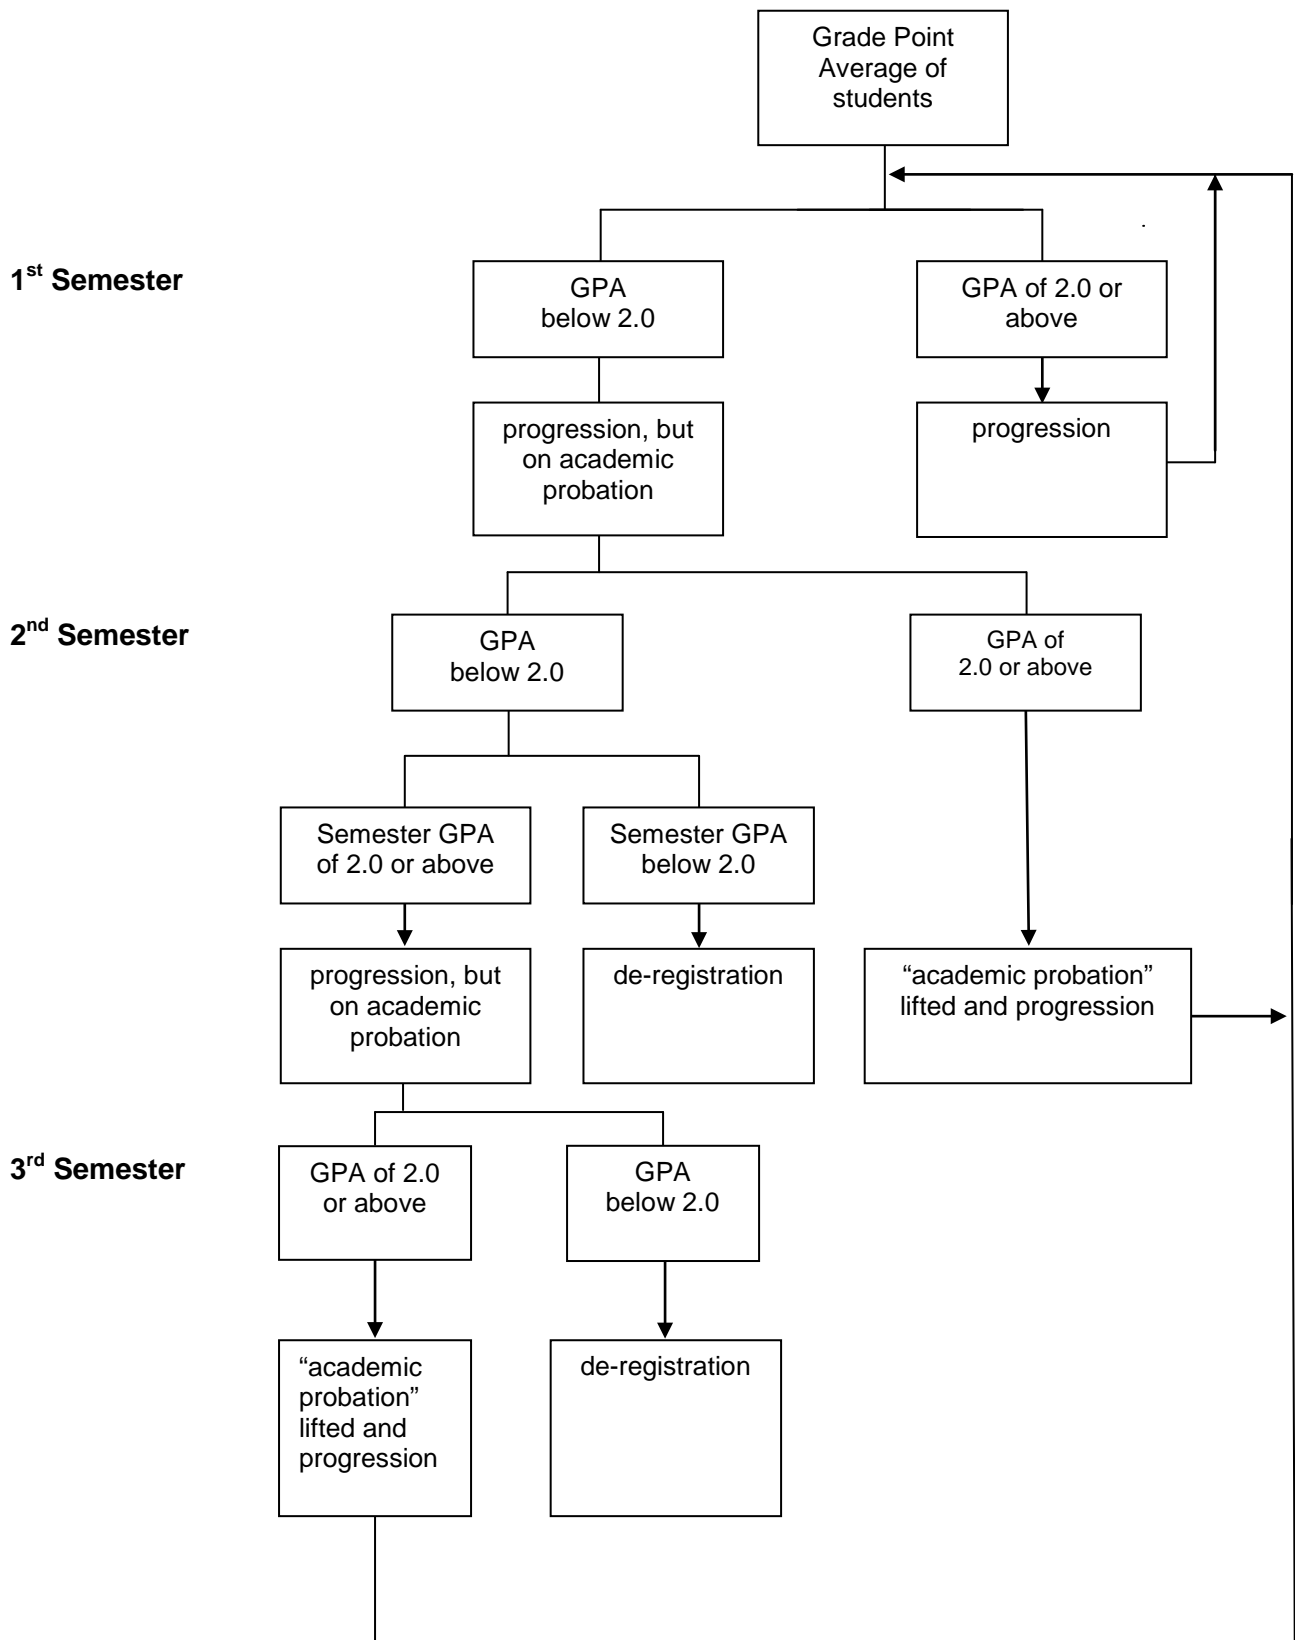 Grade Point
Average of
students
1st Semester
GPA
below 2.0
GPA of 2.0 or
above
progression, but
on academic
probation
progression
2nd Semester
GPA
below 2.0
GPA of
2.0 or above
Semester GPA
of 2.0 or above
Semester GPA
below 2.0
progression, but
on academic
probation
de-registration
“academic probation”
lifted and progression
3rd Semester
GPA of 2.0
or above
GPA
below 2.0
“academic
probation”
lifted and
progression
de-registration